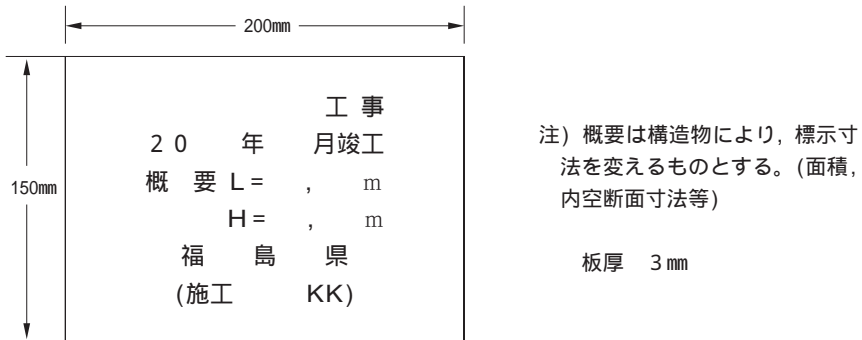 200㎜
150㎜
工 事
２０　　年　　月竣工
概　要 L=　　,　　m
H=　　,　　m
福　　島　　県
(施工　　　KK)
注) 概要は構造物により, 標示寸
法を変えるものとする。(面積,
内空断面寸法等)
板厚　3㎜